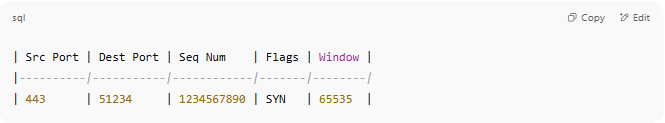 sql Copy Edit
| Src Port | Dest Port | Seq Num    | Flags | Window |
|----------/-----------/------------/-------/--------/
| 443      | 51234     | 1234567890 | SYN   | 65535  |